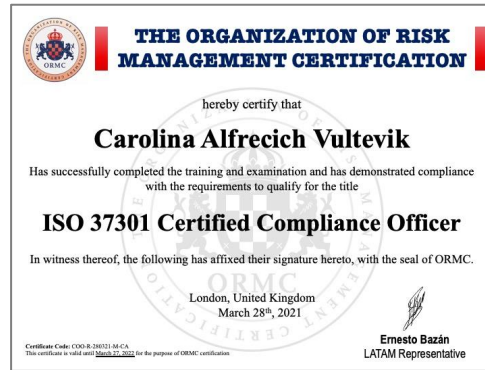 THE ORGANIZATION OF RISK
MANAGEMENT CERTIFICATION
ORMC
hereby certify that
Carolina Alfrecich Vultevik
Has successfully completed the training and examination and has demonstrated compliance
with the requirements to qualify for the title
ISO 37301 Certified Compliance Officer
In witness thereof, the following has affixed their signature hereto, with the seal of ORMC.
ORMC
London, United Kingdom
March 28th, 2021
Ernesto Bazán
LATAM Representative
Certificate Code: COO-R-280321-M-CA
This certificate is valid until March 27, 2022 for the purpose of ORMC certification